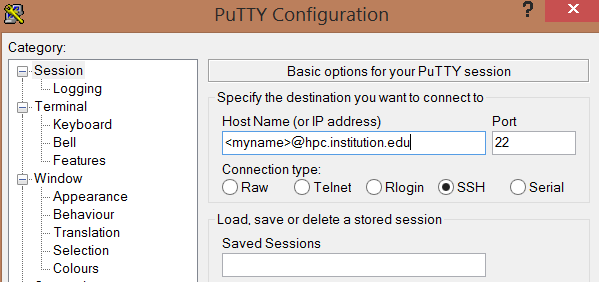 PuTTY Configuration
?
Category:
Session
Logging
Terminal
Keyboard
Bell
Features
Window
Appearance
Behaviour
Translation
Selection
Colours
Basic options for your PuTTY session
Specify the destination you want to connect to
Host Name (or IP address) Port
<myname>@hpc.institution.edu 22
Connection type:
Raw Telnet Rlogin SSH Serial
Load, save or delete a stored session
Saved Sessions